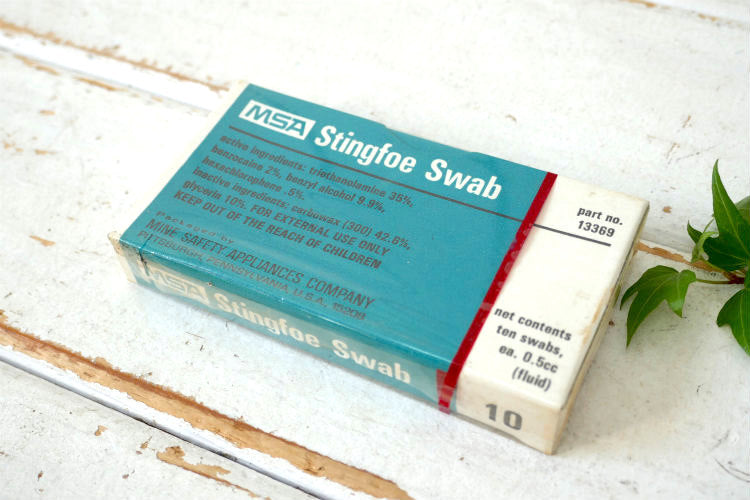 MSA Stingfoe Swab
active ingredients: triethanolamine 36%,
benzocaine 2%, benzyl alcohol 9.9%,
hexachlorophene .5%.
inactive ingredients: carbowax (300) 42.6%,
glycerin 10%. FOR EXTERNAL USE ONLY
KEEP OUT OF THE REACH OF CHILDREN
Packaged by
MINE SAFETY APPLIANCES COMPANY
PITTSBURGH, PENNSYLVANIA, U.S.A. 15208
part no.
13369
net contents
ten swabs,
ea. 0.5cc
(fluid)
MSA Stingfoe Swab
10